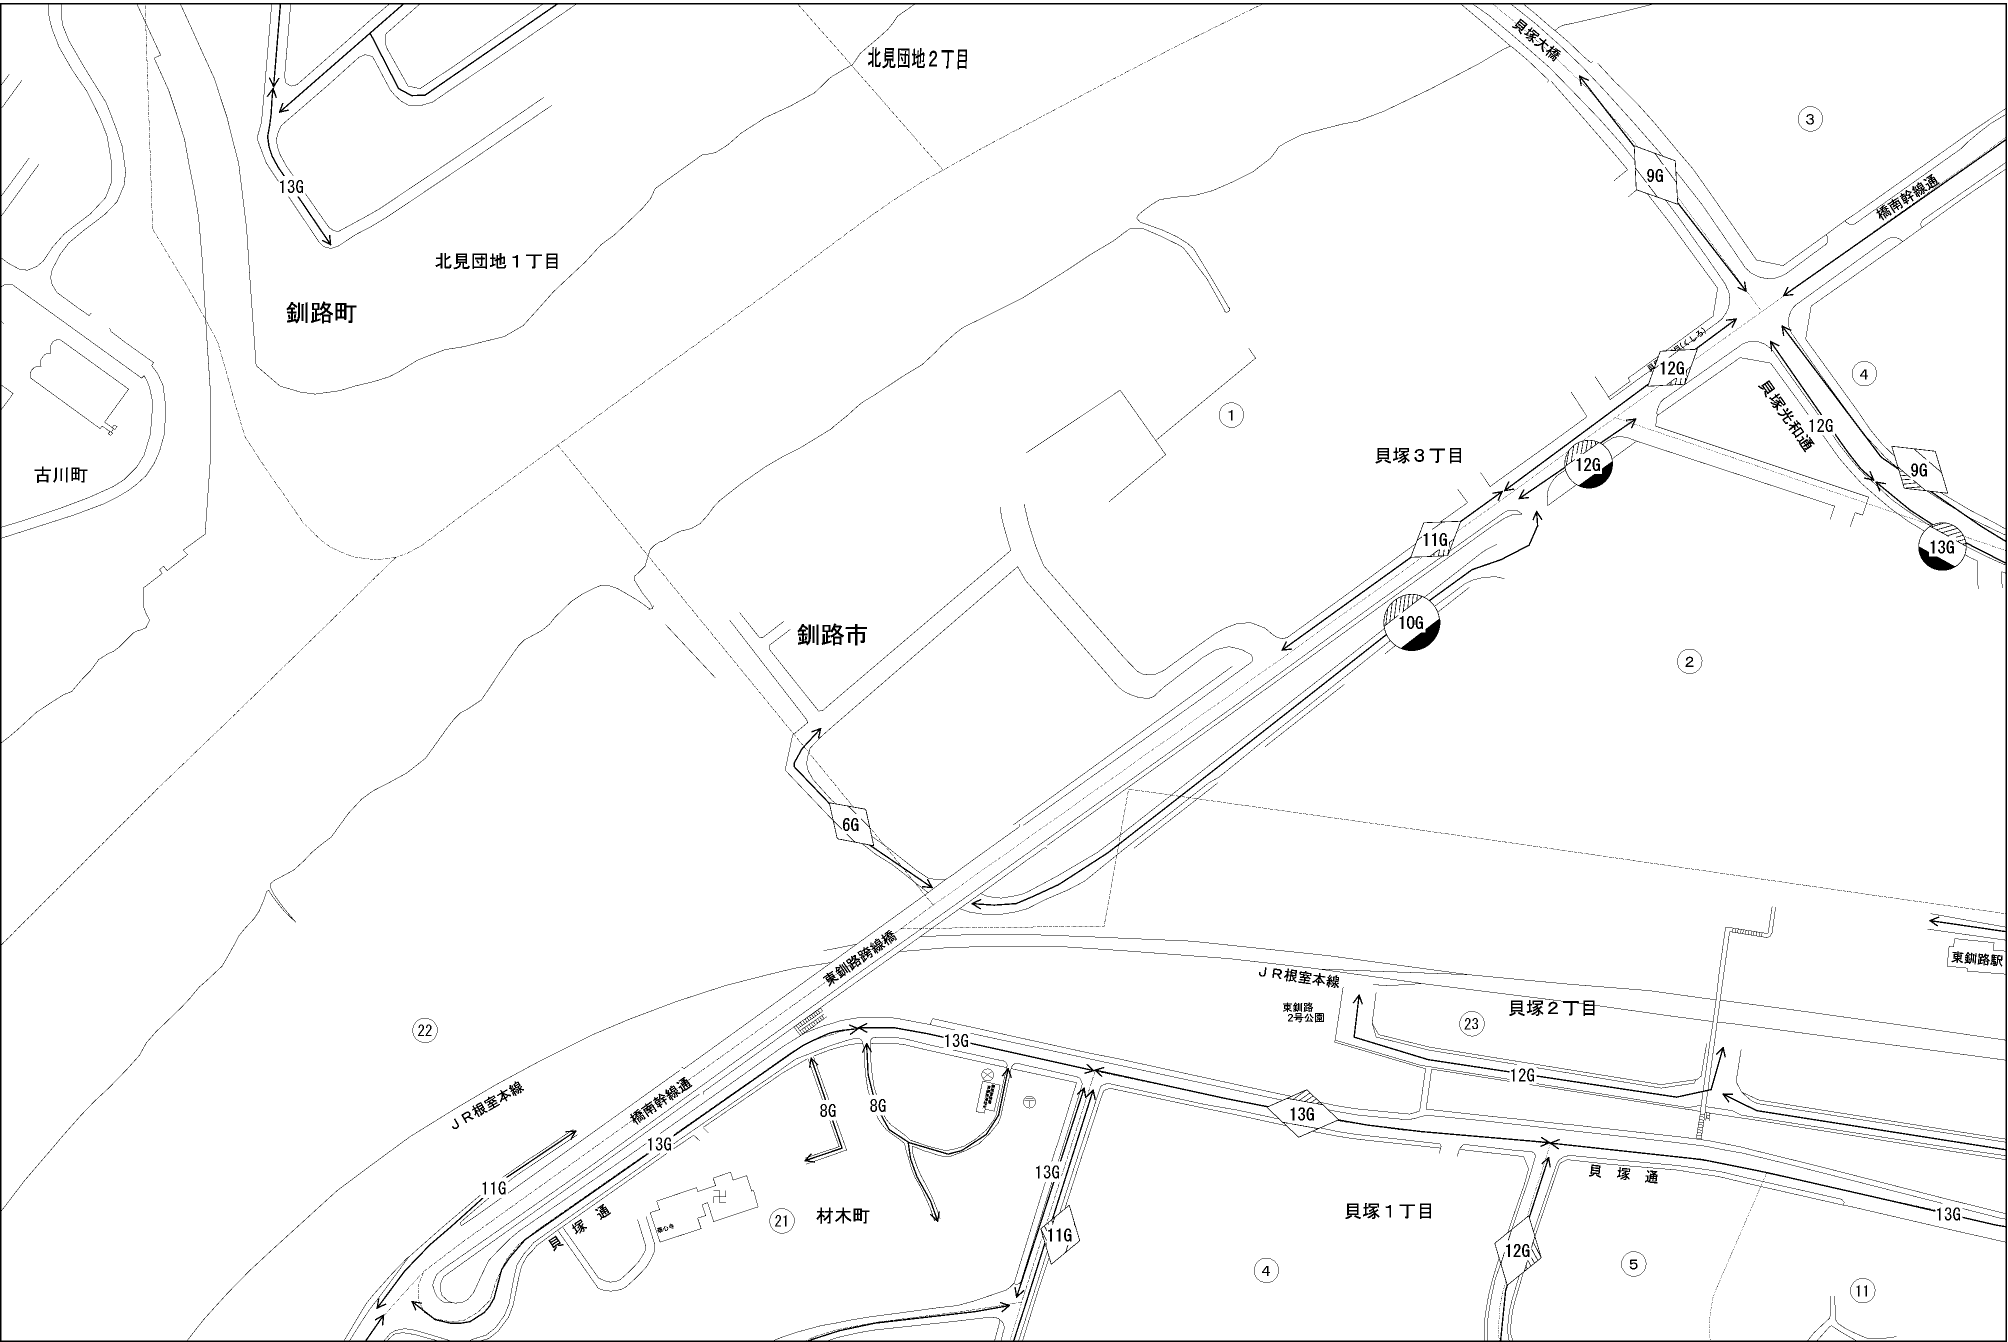 貝塚大橋
北見団地２丁目
3
9G
13G
橋南幹線通
北見団地１丁目
釧路町
12G
4
1
貝塚光和通
12G
貝塚３丁目
12G
9G
古川町
11G
13G
10G
釧路市
2
6G
東釧路跨線橋
東釧路駅
ＪＲ根室本線
東釧路
2号公園
23
貝塚２丁目
22
13G
12G
ＪＲ根室本線
橋南幹線通
8G
8G
13G
13G
13G
貝塚通
11G
貝塚通
21
材木町
貝塚１丁目
13G
11G
12G
4
5
11